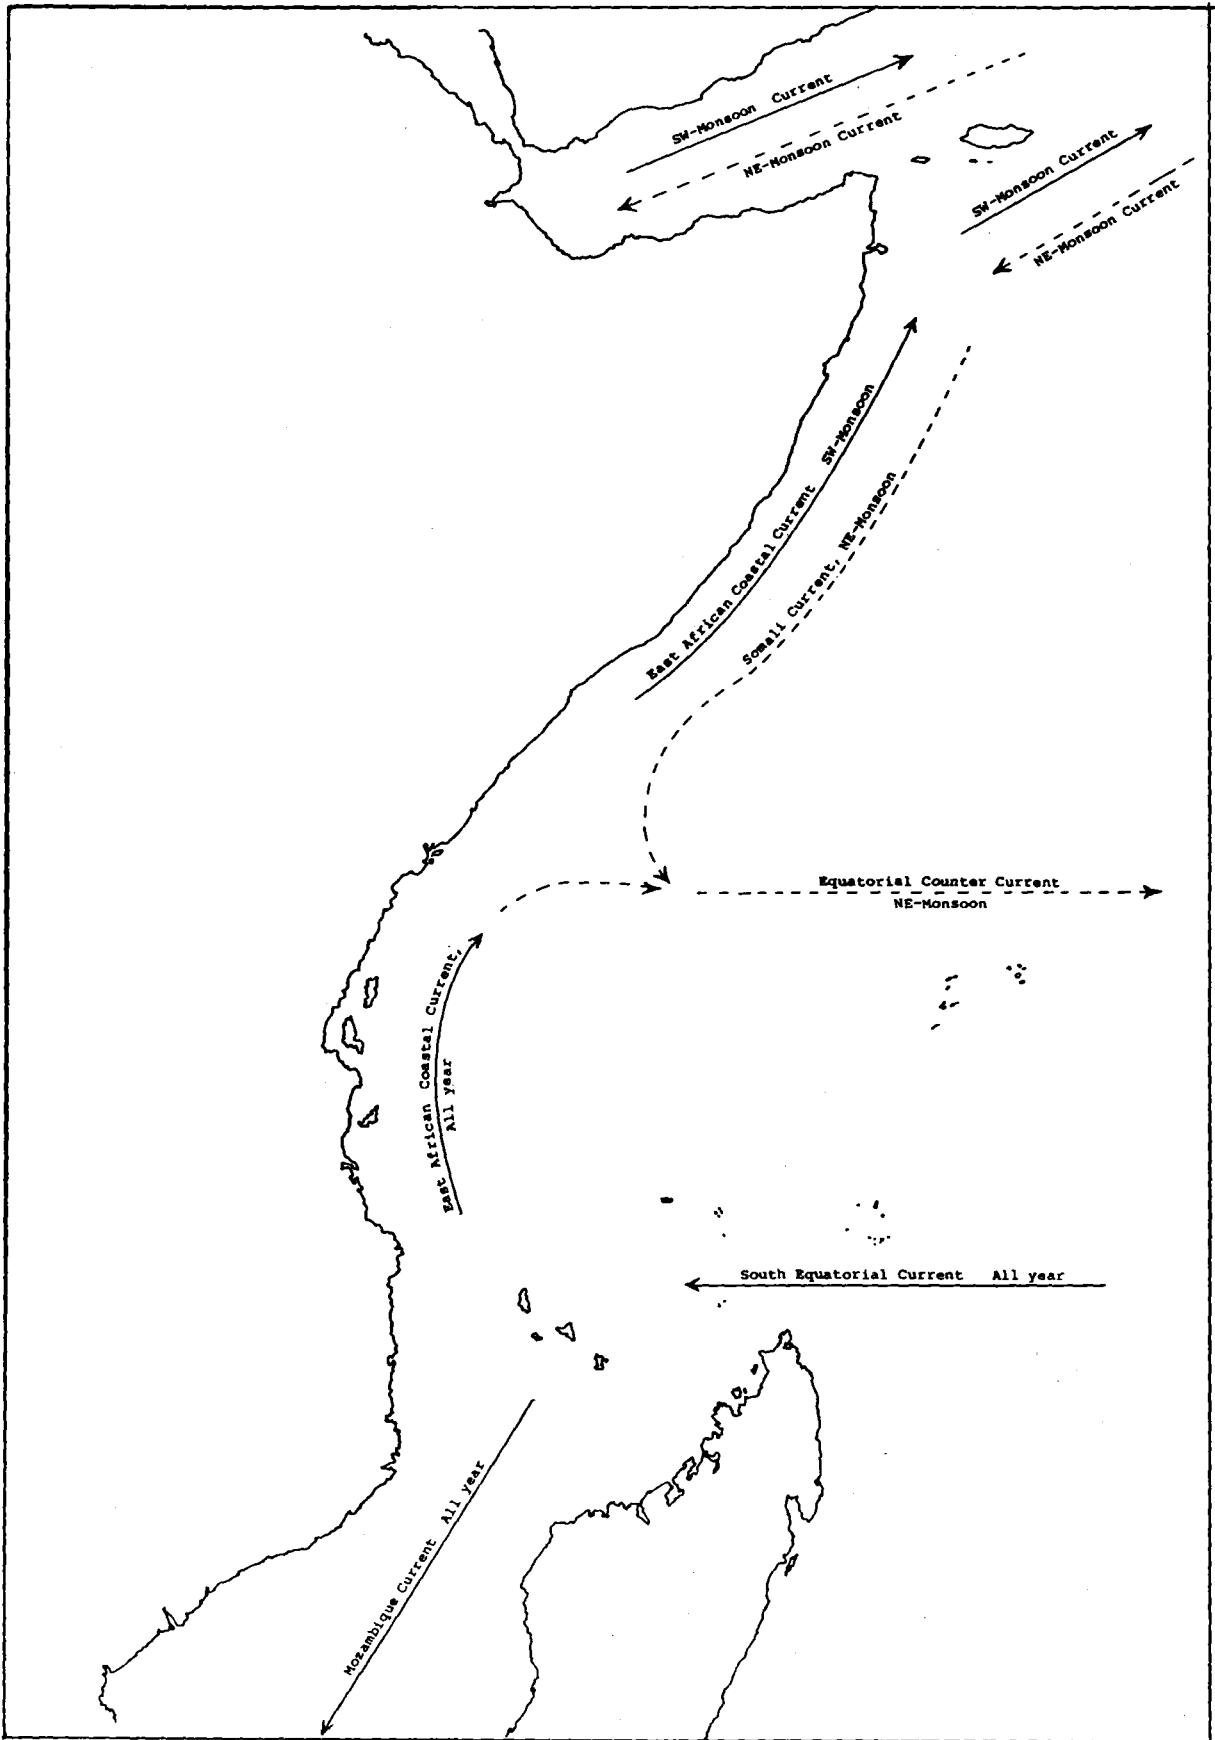 SW-Monsoon Current
NE-Monsoon Current
SW-Monsoon Current
NE-Monsoon Current
East African Coastal Current SW-Monsoon
Somali Current, NE-Monsoon
Equatorial Counter Current
NE-Monsoon
East African Coastal Current,
All year
South Equatorial Current All year
Mozambique Current All year